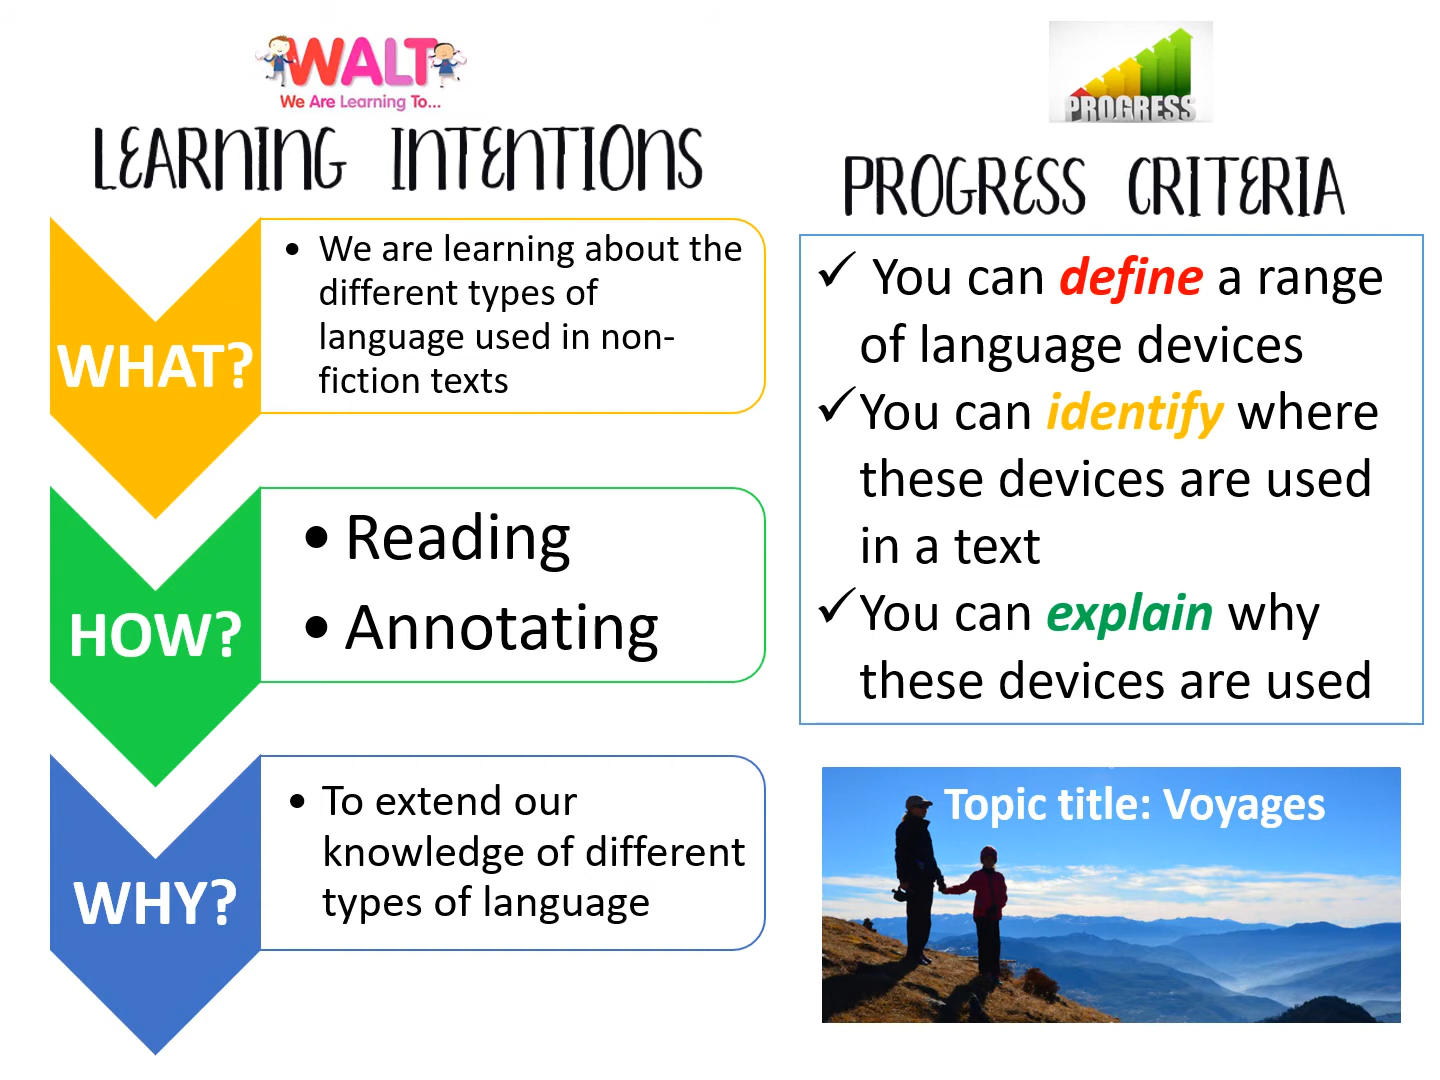 WALT
We Are Learning To...
LEARNING INTENTIONS
WHAT?
• We are learning about the
different types of
language used in non-
fiction texts
HOW?
• Reading
• Annotating
WHY?
• To extend our
knowledge of different
types of language
PROGRESS
PROGRESS CRITERIA
✓ You can define a range
of language devices
✓ You can identify where
these devices are used
in a text
✓ You can explain why
these devices are used
Topic title: Voyages